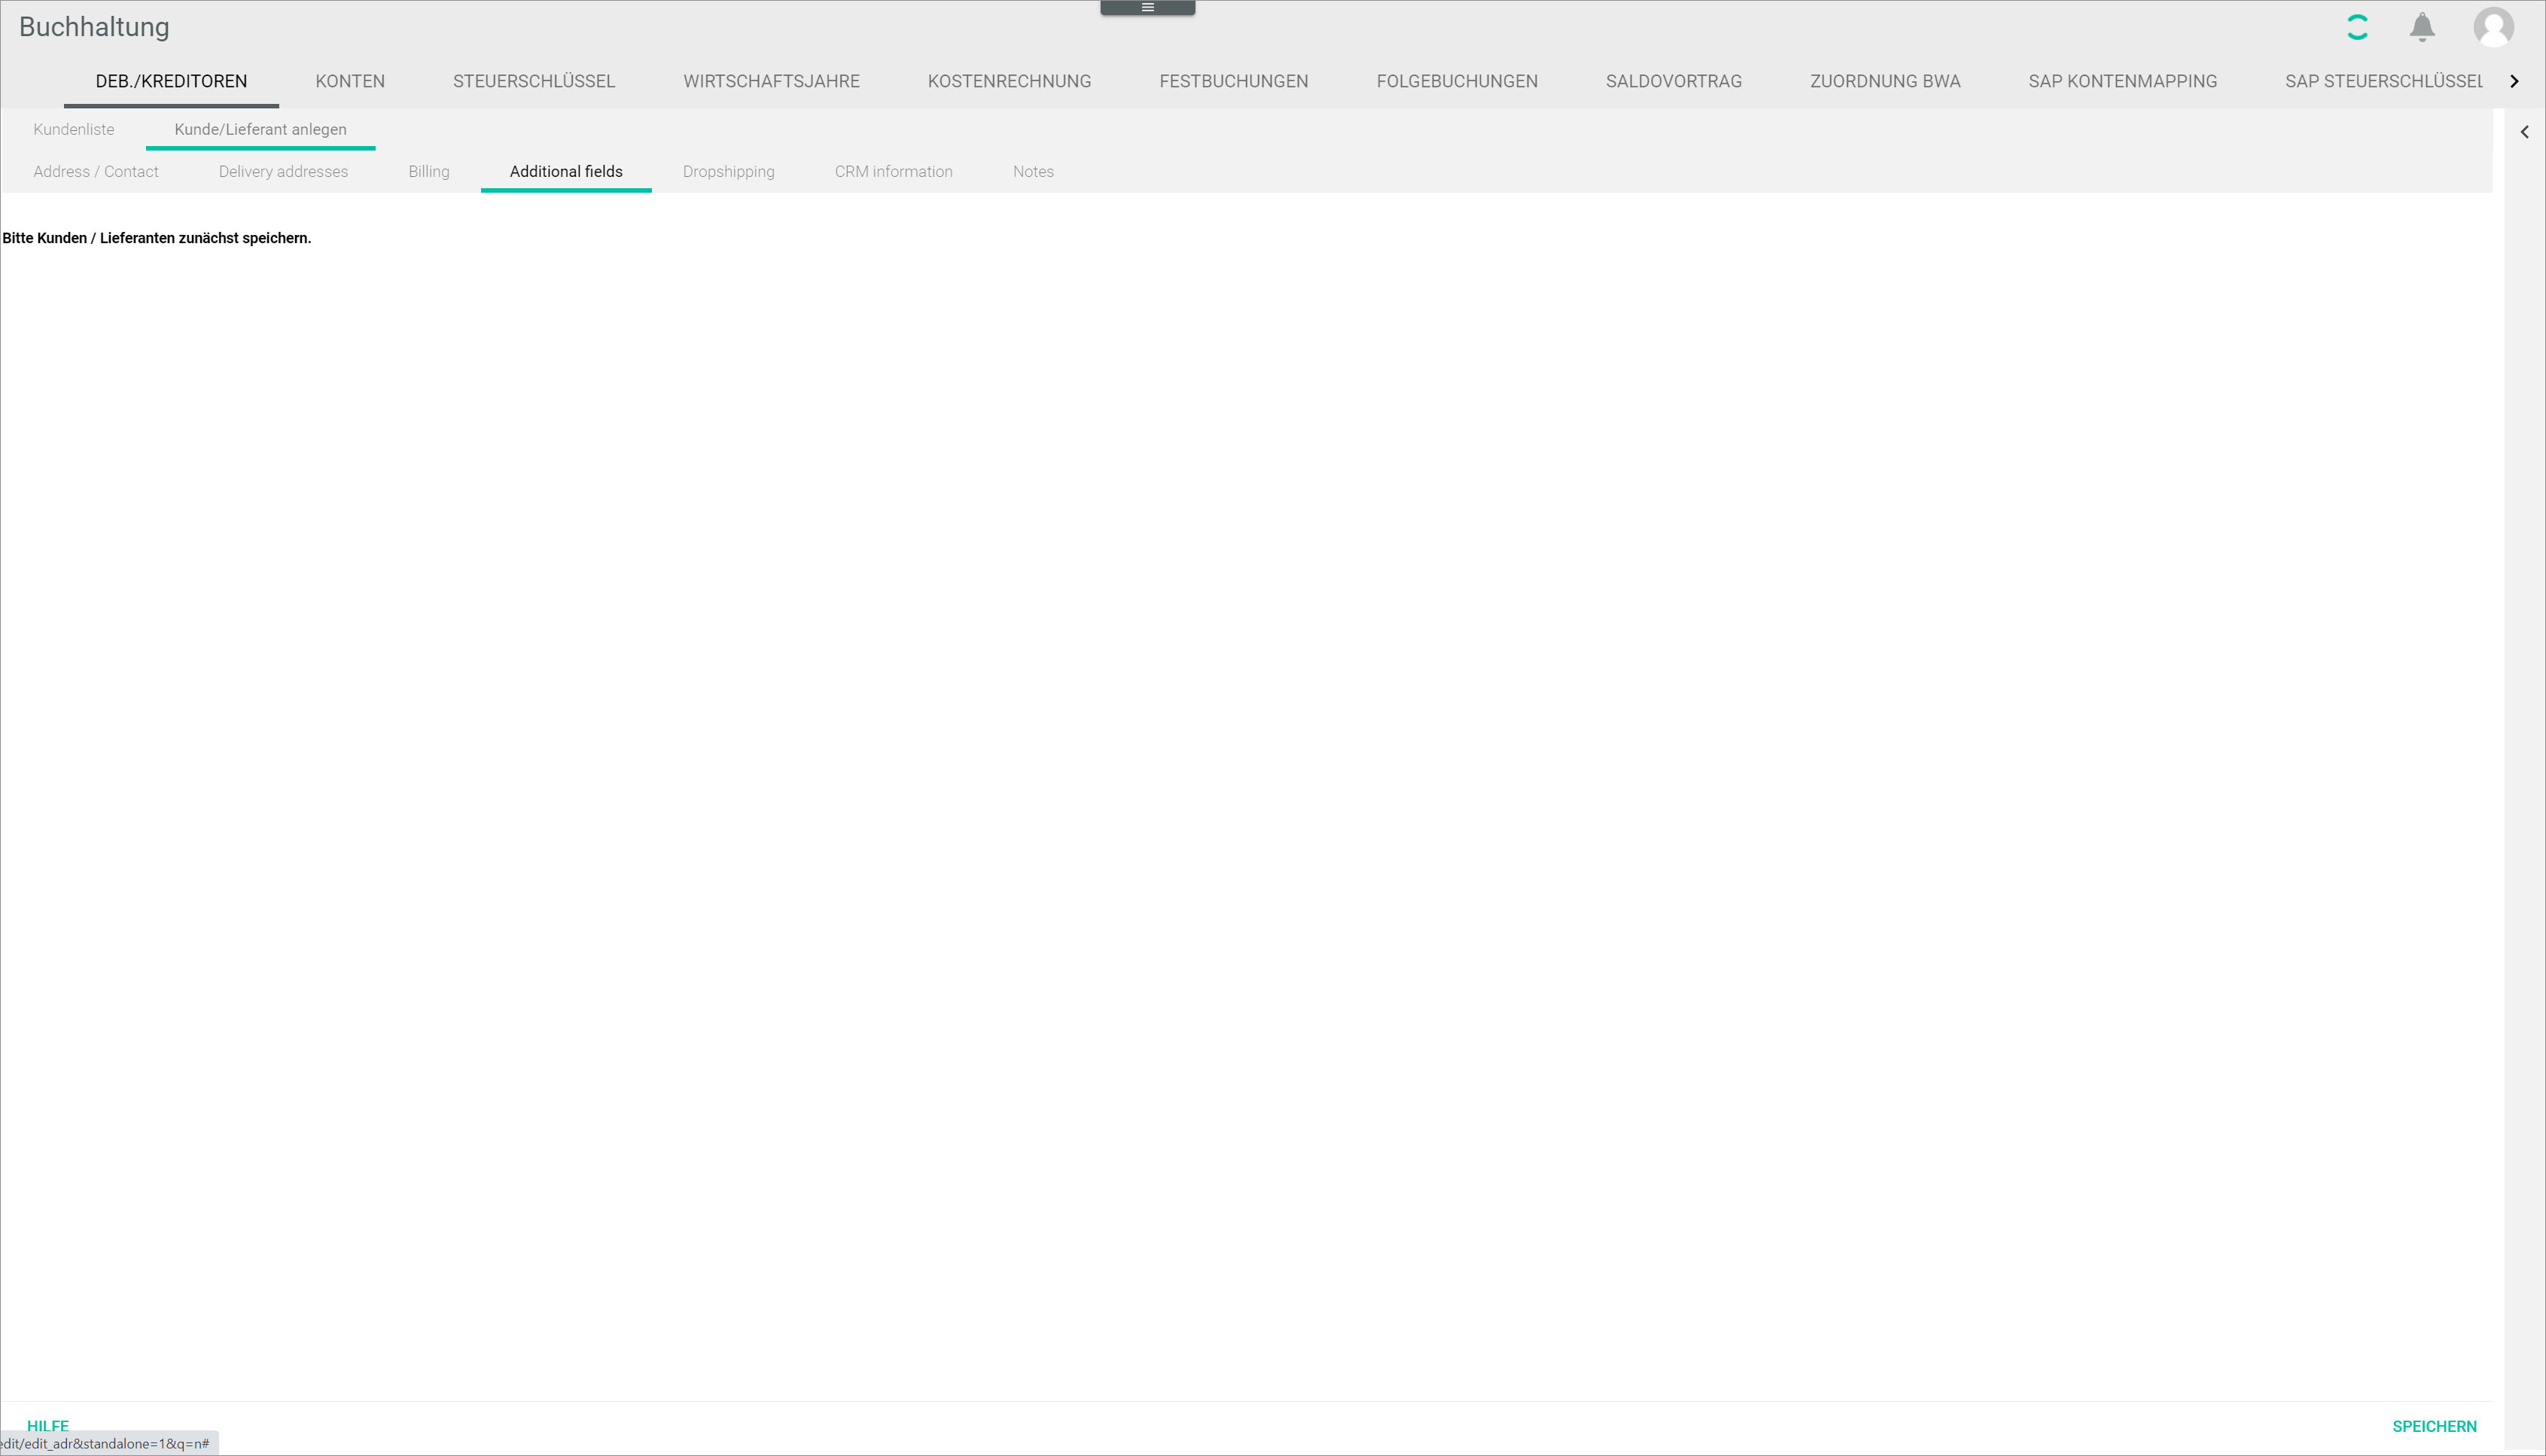 Buchhaltung
DEB./KREDITOREN KONTEN STEUERSCHLÜSSEL WIRTSCHAFTSJAHRE KOSTENRECHNUNG FESTBUCHUNGEN FOLGEBUCHUNGEN SALDOVORTRAG ZUORDNUNG BWA SAP KONTENMAPPING SAP STEUERSCHLÜSSEL
Kundenliste Kunde/Lieferant anlegen
Address / Contact Delivery addresses Billing Additional fields Dropshipping CRM information Notes
Bitte Kunden / Lieferanten zunächst speichern.
HILFE SPEICHERN
edit/edit_adr&standalone=1&q=n#